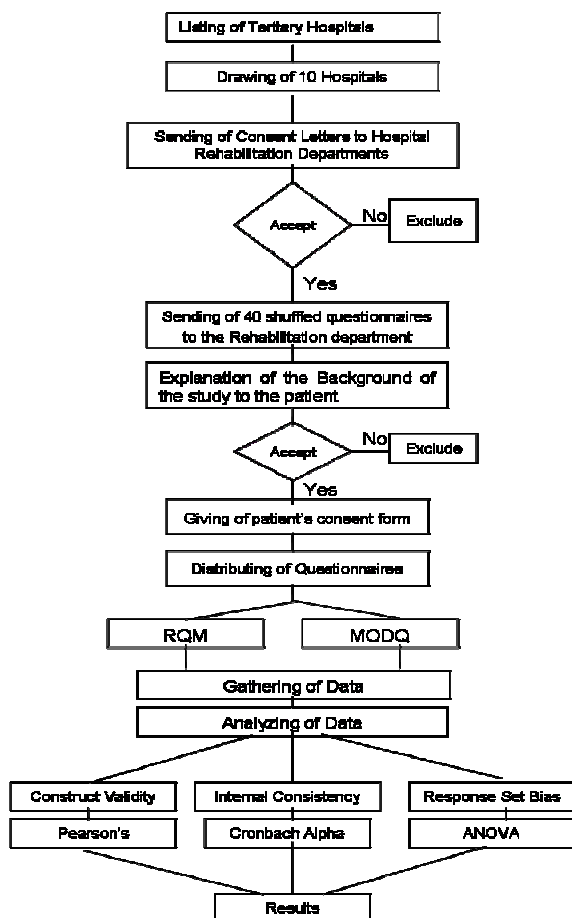 Listing of Tertiary Hospitals
Drawing of 10 Hospitals
Sending of Consent Letters to Hospital
Rehabilitation Departments
Accept
No
Exclude
Yes
Sending of 40 shuffled questionnaires
to the Rehabilitation department
Explanation of the Background of
the study to the patient
Accept
No
Exclude
Yes
Giving of patient's consent form
Distributing of Questionnaires
RQM
MODQ
Gathering of Data
Analyzing of Data
Construct Validity
Internal Consistency
Response Set Bias
Pearson's
Cronbach Alpha
ANOVA
Results